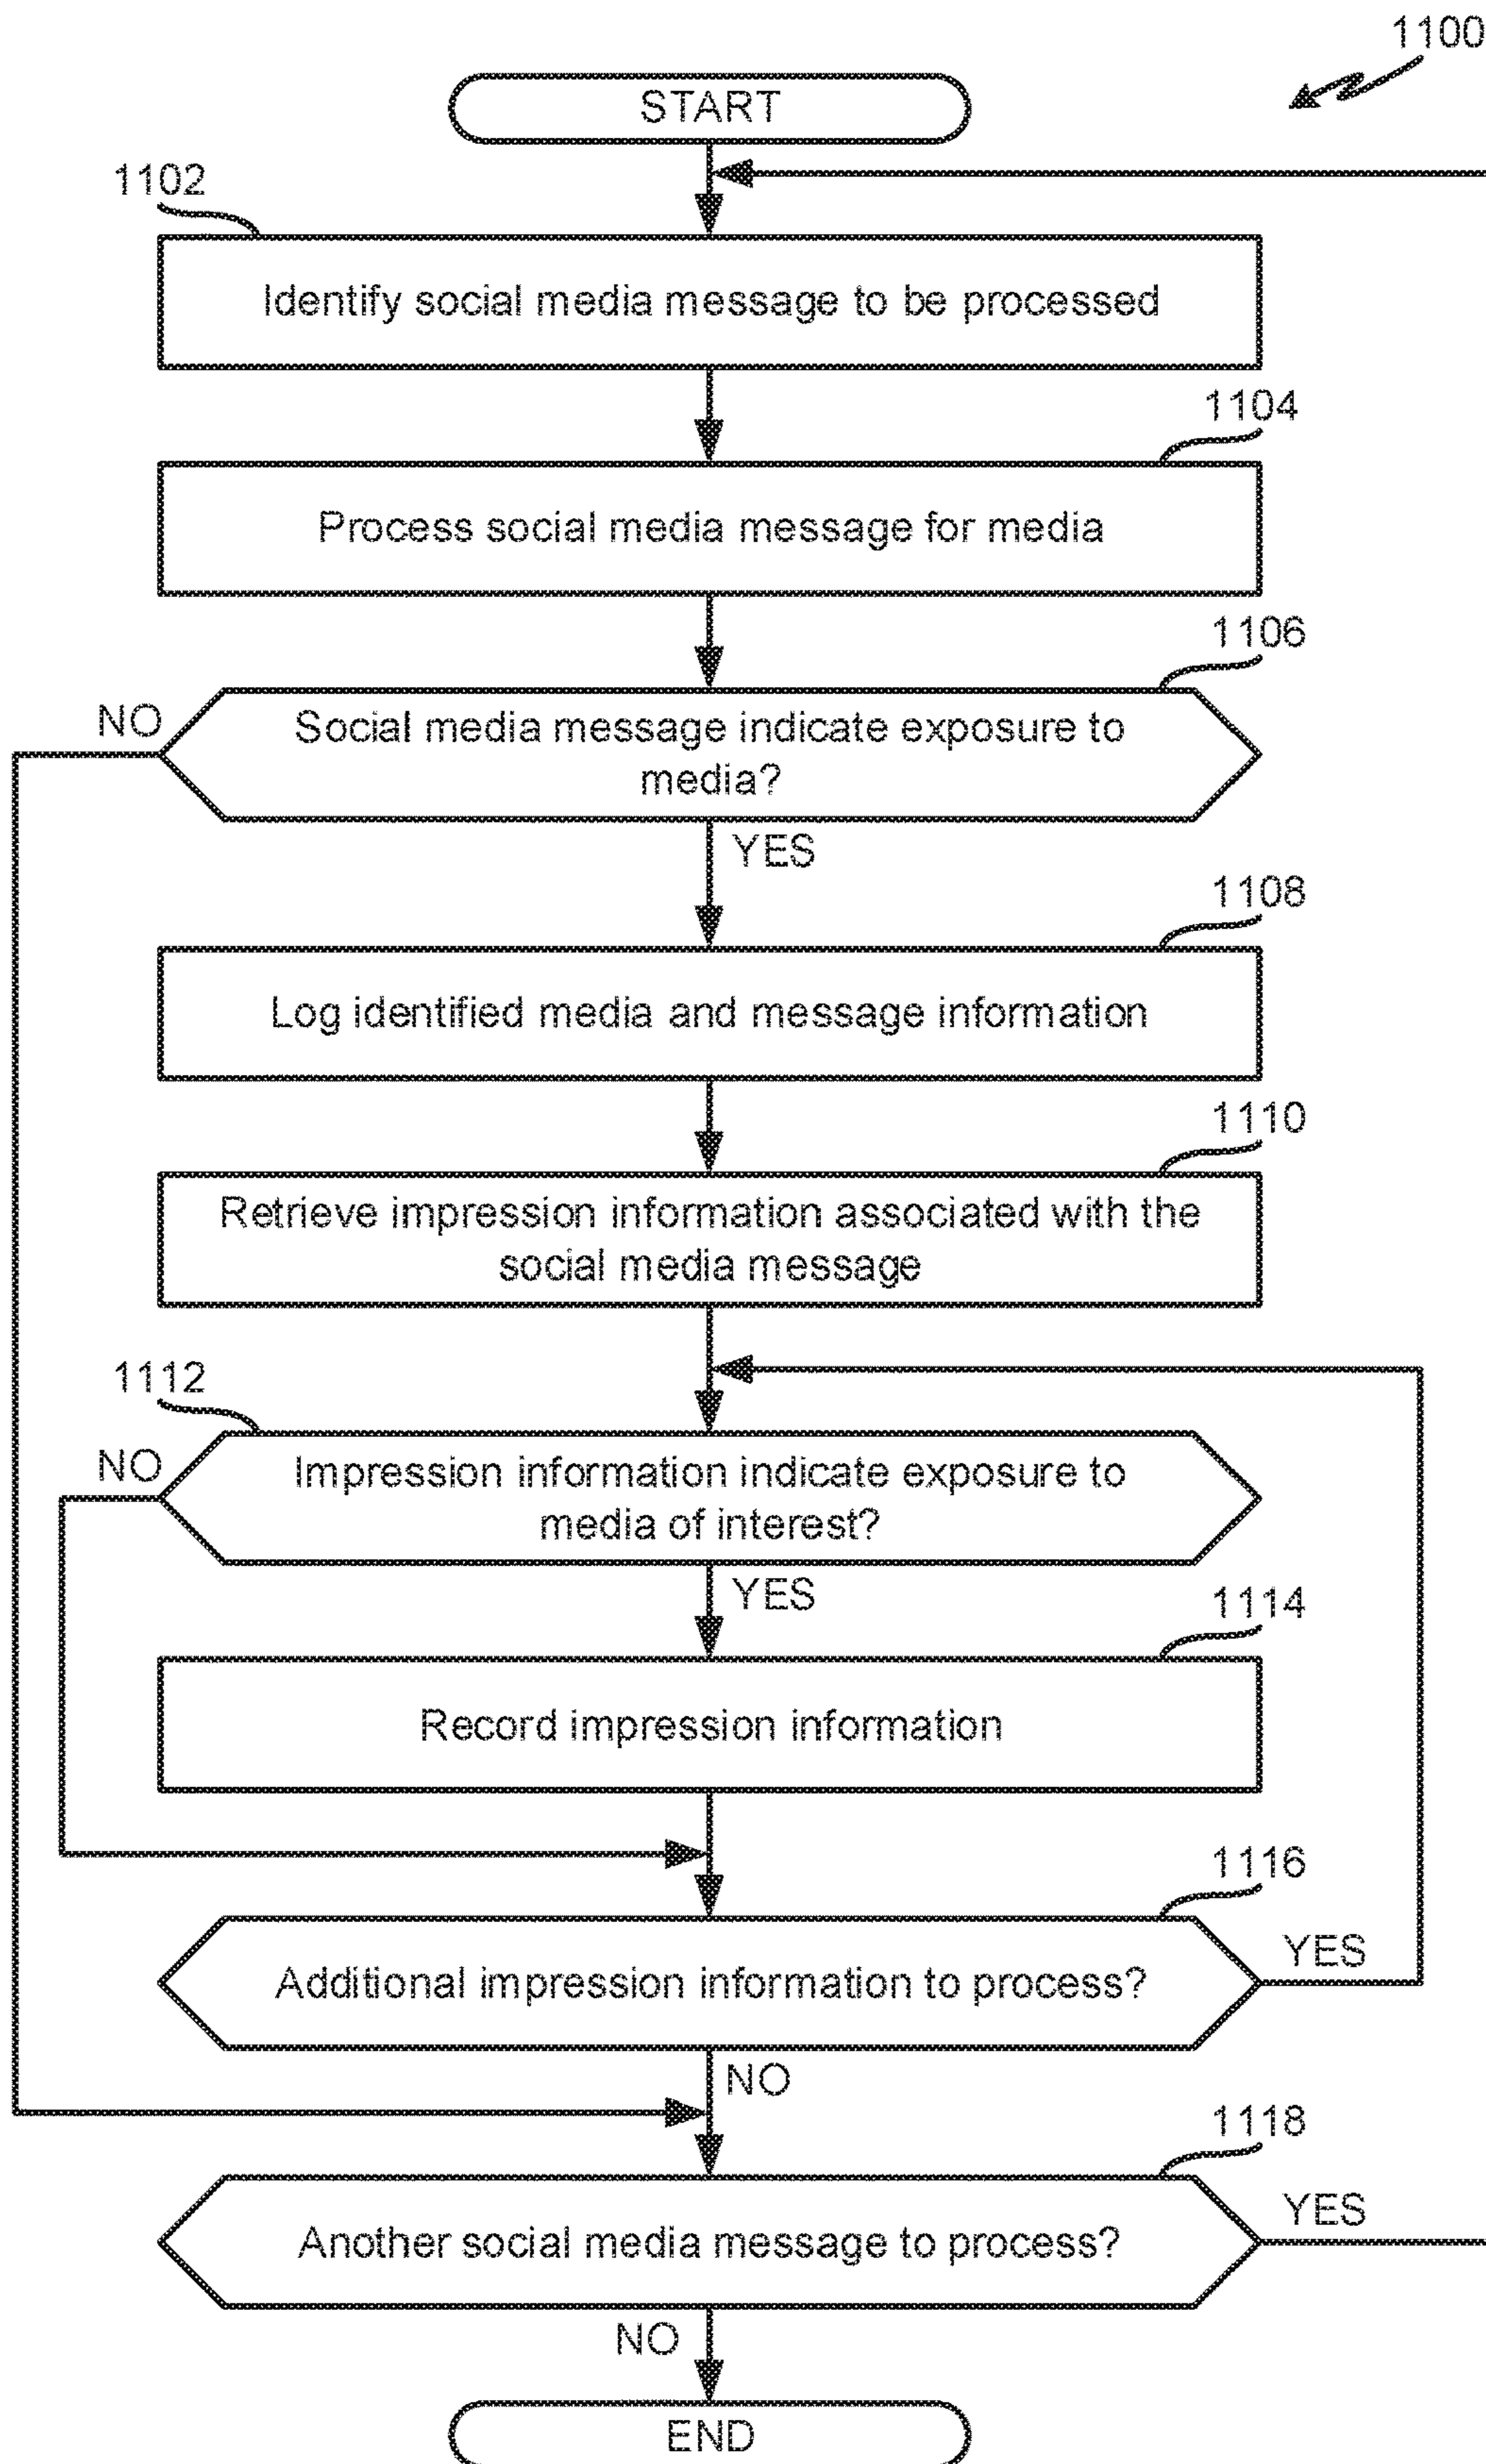 1100
START
1102
Identify social media message to be processed
1104
Process social media message for media
1106
NO
Social media message indicate exposure to
media?
YES
1108
Log identified media and message information
1110
Retrieve impression information associated with the
social media message
1112
NO
Impression information indicate exposure to
media of interest?
YES
1114
Record impression information
1116
Additional impression information to process?
YES
NO
1118
Another social media message to process?
YES
NO
END